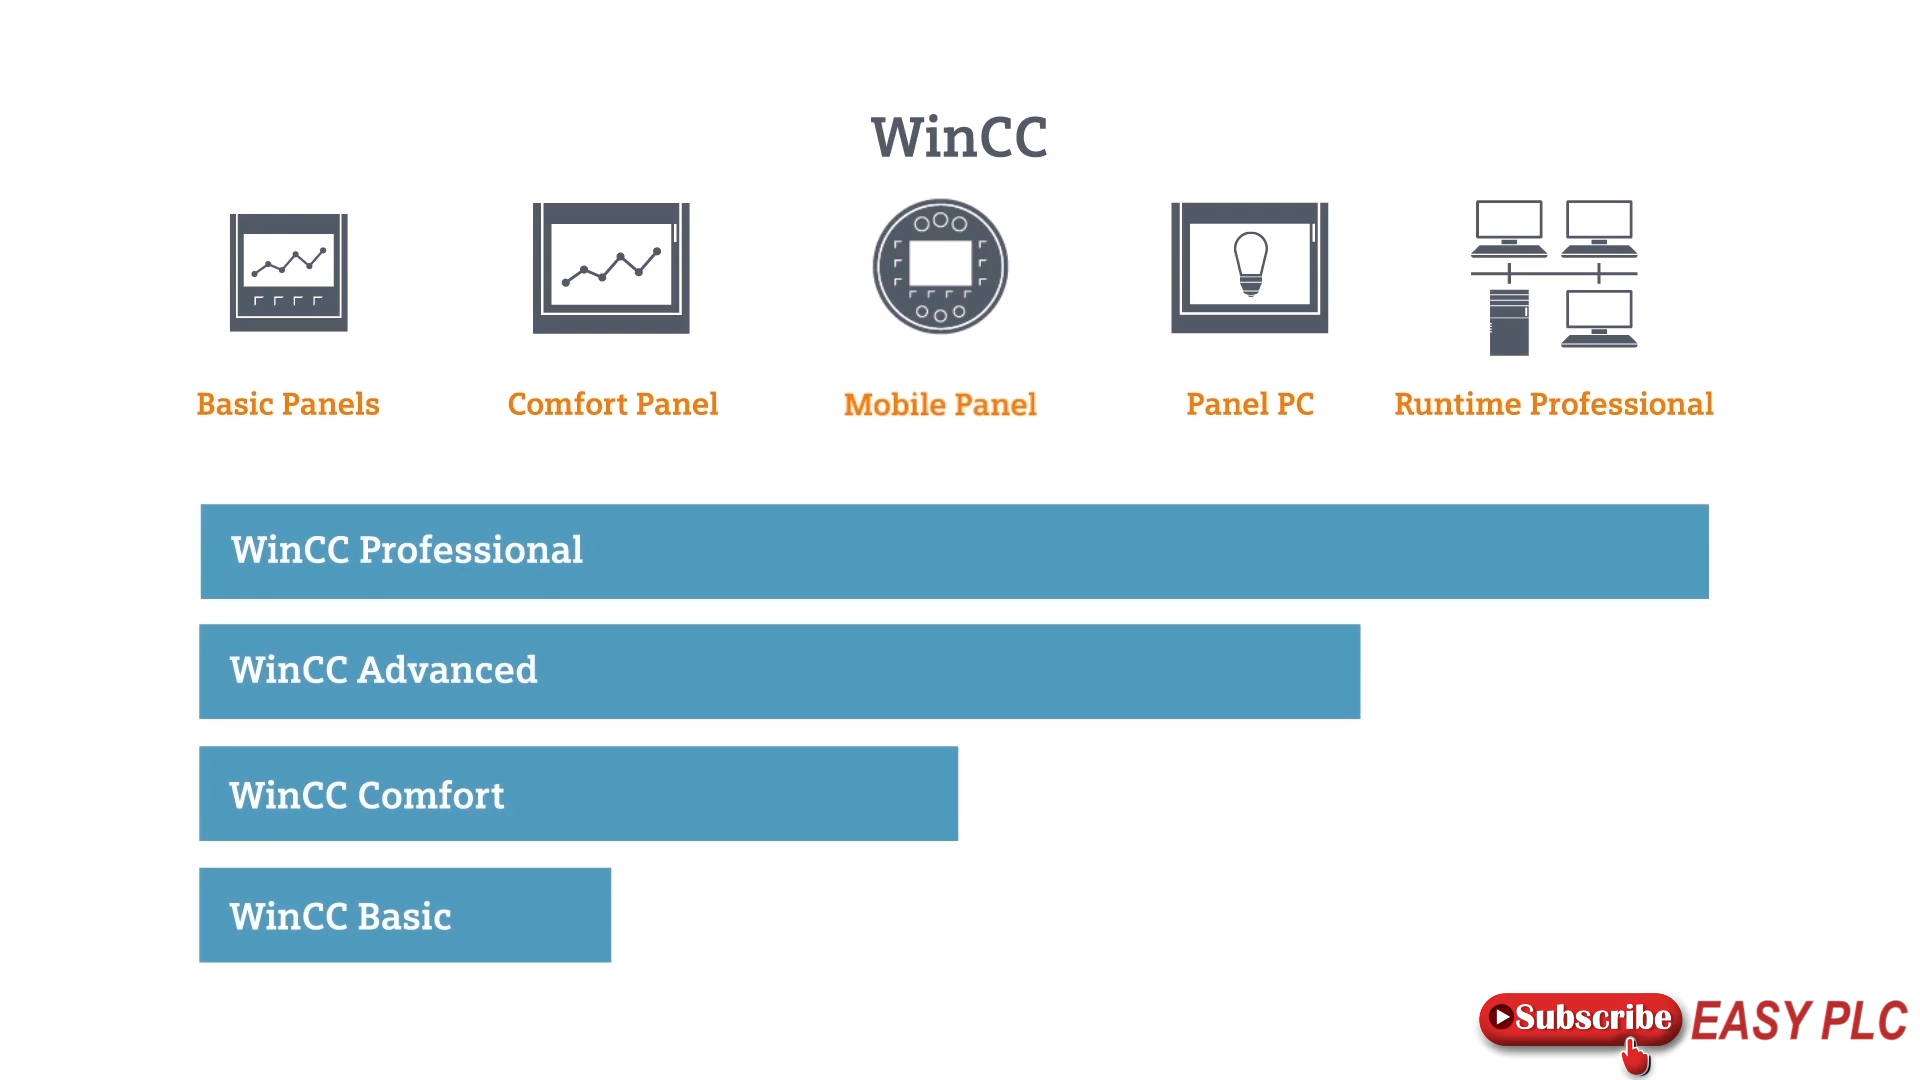 WinCC
Basic Panels
Comfort Panel
Mobile Panel
Panel PC
Runtime Professional
WinCC Professional
WinCC Advanced
WinCC Comfort
WinCC Basic
Subscribe
EASY PLC